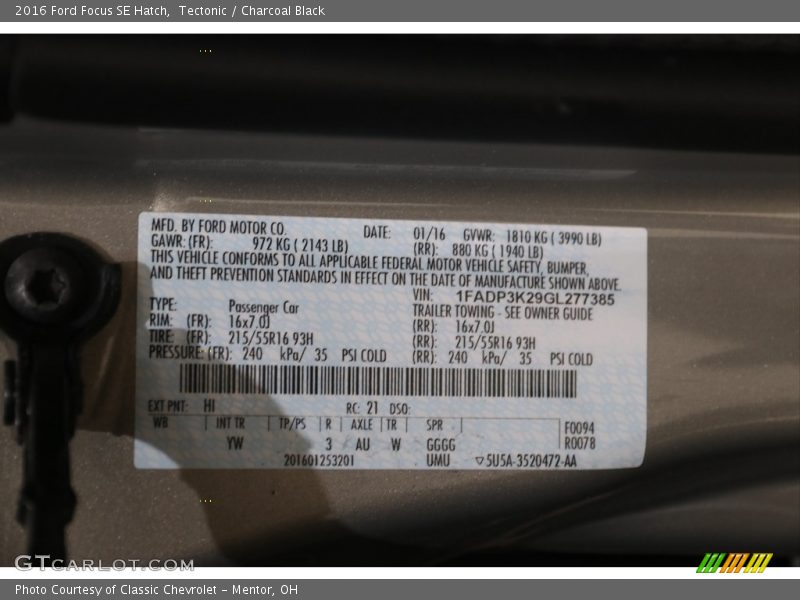 2016 Ford Focus SE Hatch, Tectonic / Charcoal Black
MFD. BY FORD MOTOR CO. DATE: 01/16 GVWR: 1810 KG ( 3990 LB)
GAWR: (FR): 972 KG ( 2143 LB) (RR): 880 KG ( 1940 LB)
THIS VEHICLE CONFORMS TO ALL APPLICABLE FEDERAL MOTOR VEHICLE SAFETY, BUMPER,
AND THEFT PREVENTION STANDARDS IN EFFECT ON THE DATE OF MANUFACTURE SHOWN ABOVE.
VIN: 1FADP3K29GL277385
TYPE: Passenger Car TRAILER TOWING - SEE OWNER GUIDE
RIM: (FR): 16x7.0J (RR): 16x7.0J
TIRE: (FR): 215/55R16 93H (RR): 215/55R16 93H
PRESSURE: (FR): 240 kPa/ 35 PSI COLD (RR): 240 kPa/ 35 PSI COLD
EXT PNT: HI RC: 21 DSO:
WB INT TR TP/PS R AXLE TR SPR F0094
YW 3 AU W GGGG R0078
201601253201 UMU ▽5U5A-3520472-AA
GTCARLOT.COM
Photo Courtesy of Classic Chevrolet - Mentor, OH